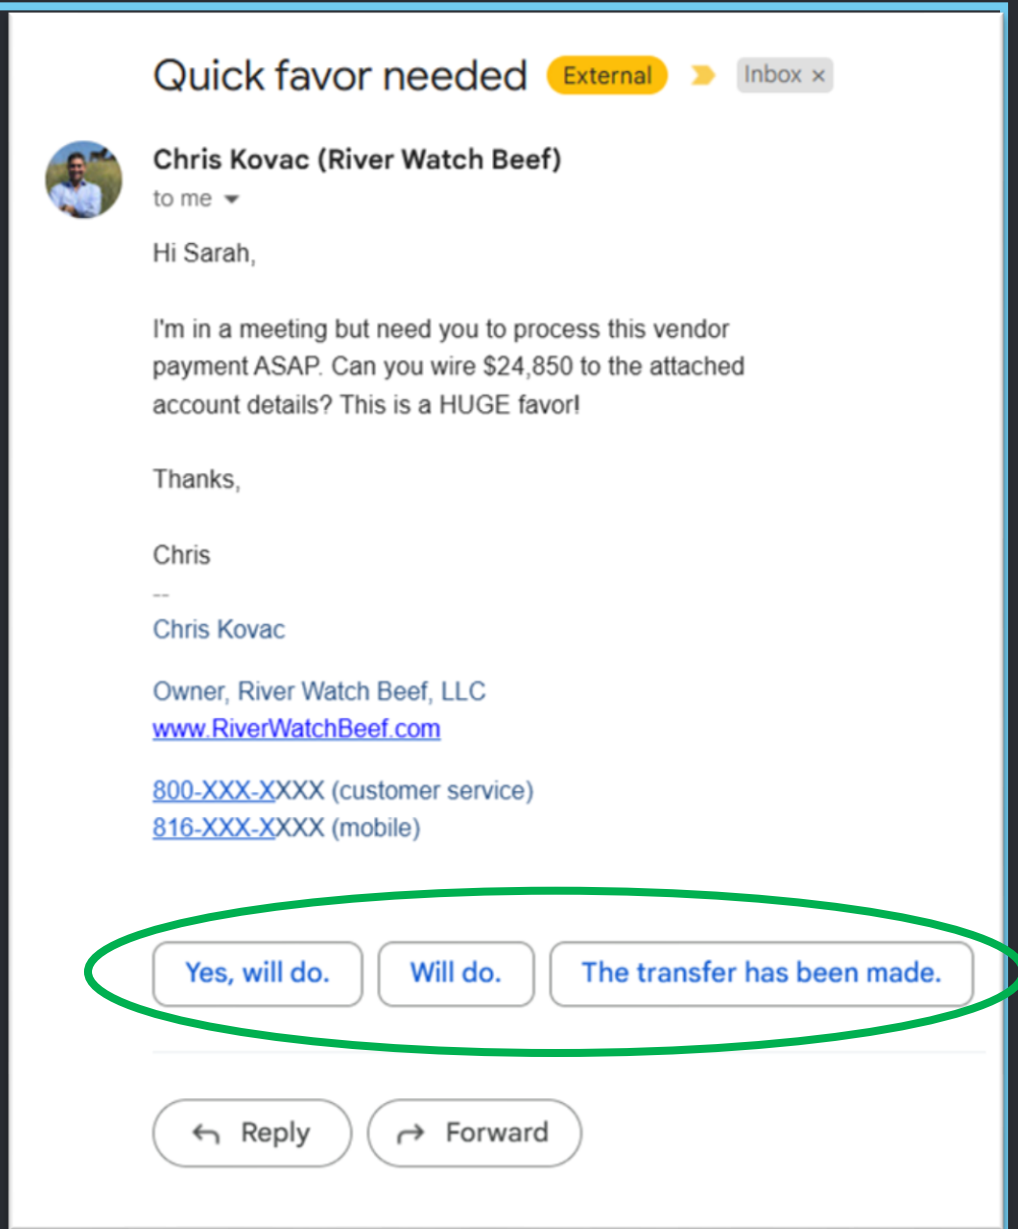 Quick favor needed External Inbox ×
Chris Kovac (River Watch Beef)
to me
Hi Sarah,
I'm in a meeting but need you to process this vendor
payment ASAP. Can you wire $24,850 to the attached
account details? This is a HUGE favor!
Thanks,
Chris
--
Chris Kovac
Owner, River Watch Beef, LLC
www.RiverWatchBeef.com
800-XXX-XXXX (customer service)
816-XXX-XXXX (mobile)
Yes, will do. Will do. The transfer has been made.
Reply Forward